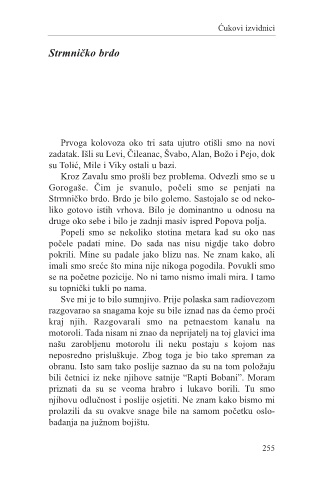 Ćukovi izvidnici
Strmničko brdo
Prvoga kolovoza oko tri sata ujutro otišli smo na novi
zadatak. Išli su Levi, Čileanac, Švabo, Alan, Božo i Pejo, dok
su Tolić, Mile i Viky ostali u bazi.
Kroz Zavalu smo prošli bez problema. Odvezli smo se u
Gorogaše. Čim je svanulo, počeli smo se penjati na
Strmničko brdo. Brdo je bilo golemo. Sastojalo se od neko-
liko gotovo istih vrhova. Bilo je dominantno u odnosu na
druge oko sebe i bilo je zadnji masiv ispred Popova polja.
Popeli smo se nekoliko stotina metara kad su oko nas
počele padati mine. Do sada nas nisu nigdje tako dobro
pokrili. Mine su padale jako blizu nas. Ne znam kako, ali
imali smo sreće što mina nije nikoga pogodila. Povukli smo
se na početne pozicije. No ni tamo nismo imali mira. I tamo
su topnički tukli po nama.
Sve mi je to bilo sumnjivo. Prije polaska sam radiovezom
razgovarao sa snagama koje su bile iznad nas da ćemo proći
kraj njih. Razgovarali smo na petnaestom kanalu na
motoroli. Tada nisam ni znao da neprijatelj na toj glavici ima
našu zarobljenu motorolu ili neku postaju s kojom nas
neposredno prisluškuje. Zbog toga je bio tako spreman za
obranu. Isto sam tako poslije saznao da su na tom položaju
bili četnici iz neke njihove satnije “Rapti Bobani”. Moram
priznati da su se veoma hrabro i lukavo borili. Tu smo
njihovu odlučnost i poslije osjetiti. Ne znam kako bismo mi
prolazili da su ovakve snage bile na samom početku oslo-
bađanja na južnom bojištu.
255